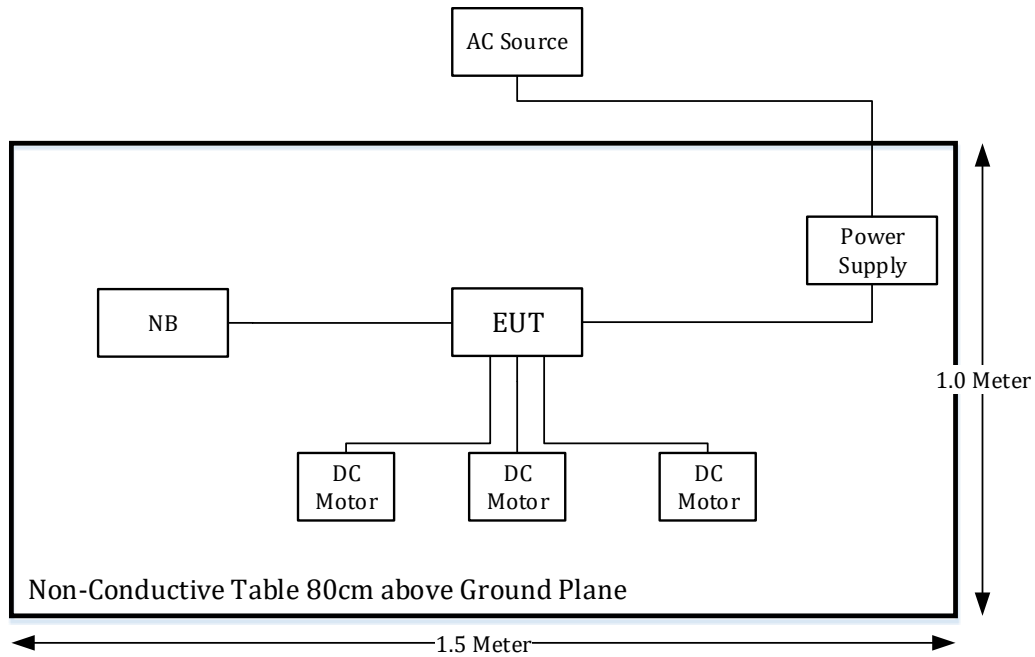 AC Source
Power
Supply
NB
EUT
1.0 Meter
DC
Motor
DC
Motor
DC
Motor
Non-Conductive Table 80cm above Ground Plane
1.5 Meter